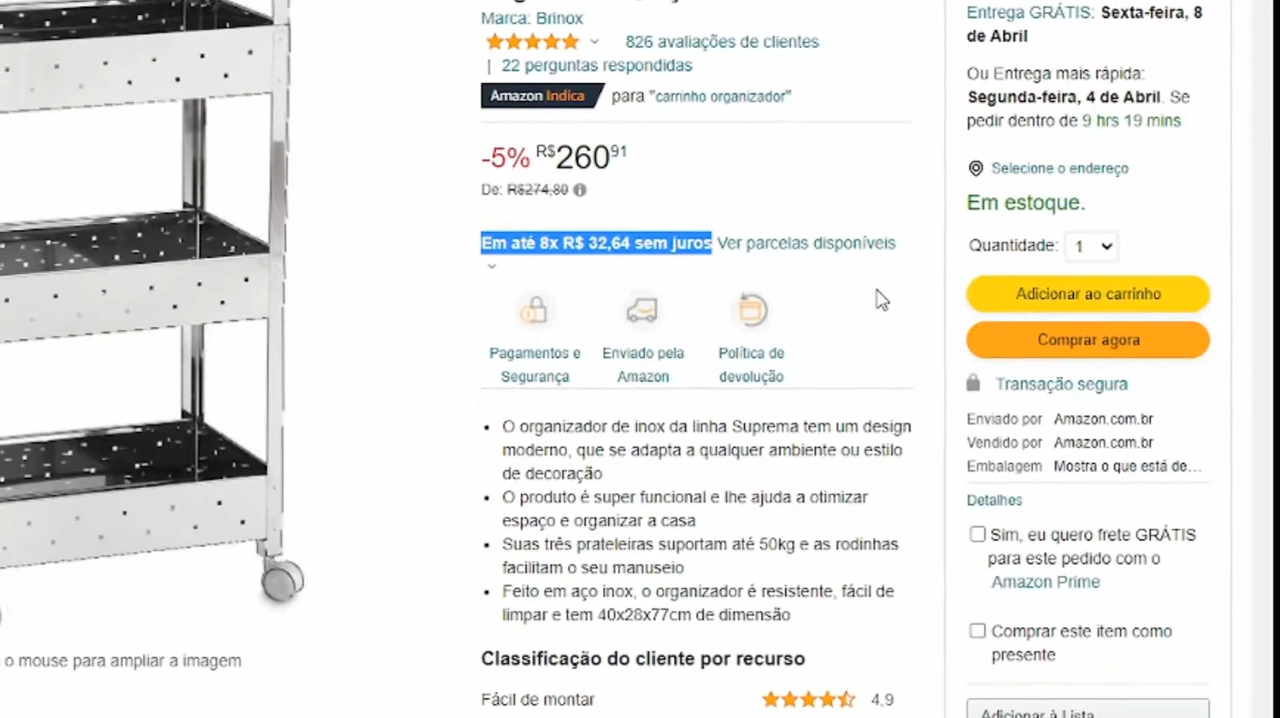 Marca: Brinox
826 avaliações de clientes
| 22 perguntas respondidas
Amazon Indica para "carrinho organizador"
-5% R$ 260 91
De: R$274,80
Em até 8x R$ 32,64 sem juros Ver parcelas disponíveis
Pagamentos e
Segurança
Enviado pela
Amazon
Política de
devolução
• O organizador de inox da linha Suprema tem um design
moderno, que se adapta a qualquer ambiente ou estilo
de decoração
• O produto é super funcional e lhe ajuda a otimizar
espaço e organizar a casa
• Suas três prateleiras suportam até 50kg e as rodinhas
facilitam o seu manuseio
• Feito em aço inox, o organizador é resistente, fácil de
limpar e tem 40x28x77cm de dimensão
Classificação do cliente por recurso
Fácil de montar 4.9
o mouse para ampliar a imagem
Entrega GRÁTIS: Sexta-feira, 8
de Abril
Ou Entrega mais rápida:
Segunda-feira, 4 de Abril. Se
pedir dentro de 9 hrs 19 mins
Selecione o endereço
Em estoque.
Quantidade: 1
Adicionar ao carrinho
Comprar agora
Transação segura
Enviado por Amazon.com.br
Vendido por Amazon.com.br
Embalagem Mostra o que está de...
Detalhes
Sim, eu quero frete GRÁTIS
para este pedido com o
Amazon Prime
Comprar este item como
presente
Adicionar à Lista